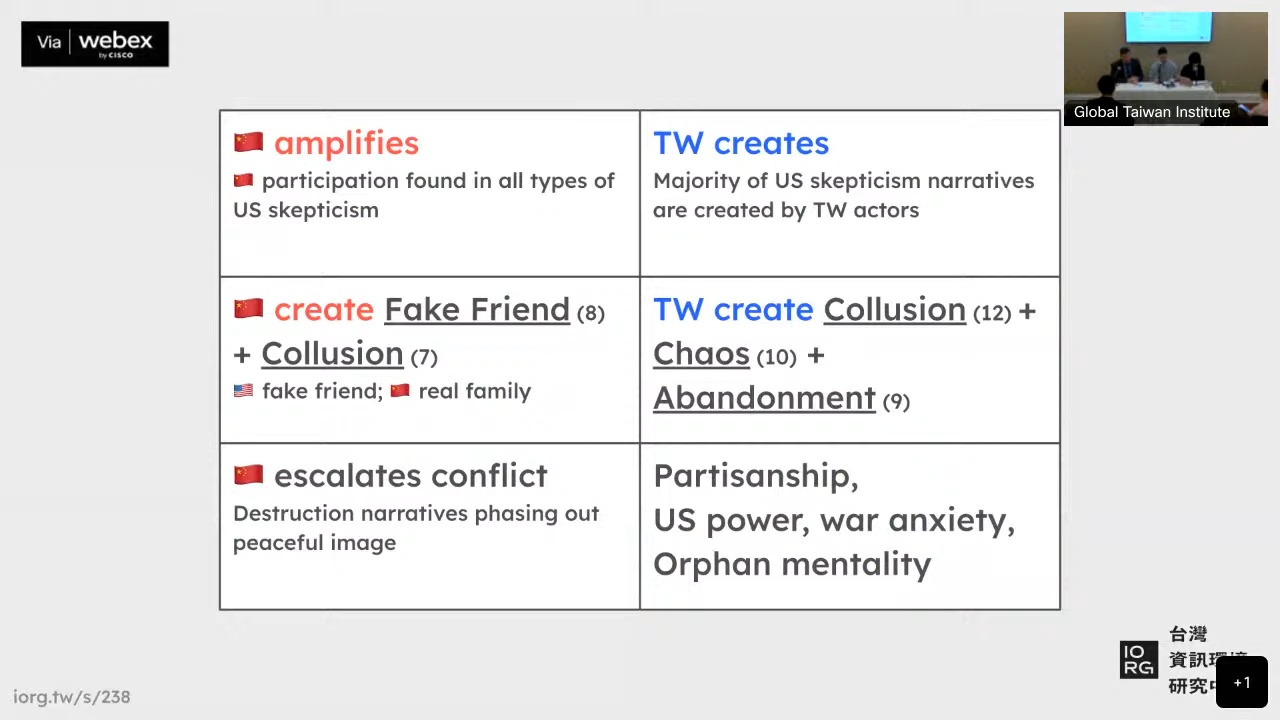 Via webex
by CISCO
Global Taiwan Institute
🇨🇳 amplifies
🇨🇳 participation found in all types of
US skepticism
TW creates
Majority of US skepticism narratives
are created by TW actors
🇨🇳 create Fake Friend (8)
+ Collusion (7)
🇺🇸 fake friend; 🇨🇳 real family
TW create Collusion (12) +
Chaos (10) +
Abandonment (9)
🇨🇳 escalates conflict
Destruction narratives phasing out
peaceful image
Partisanship,
US power, war anxiety,
Orphan mentality
IO
RG
台灣
資訊環境
研究
+1
iorg.tw/s/238